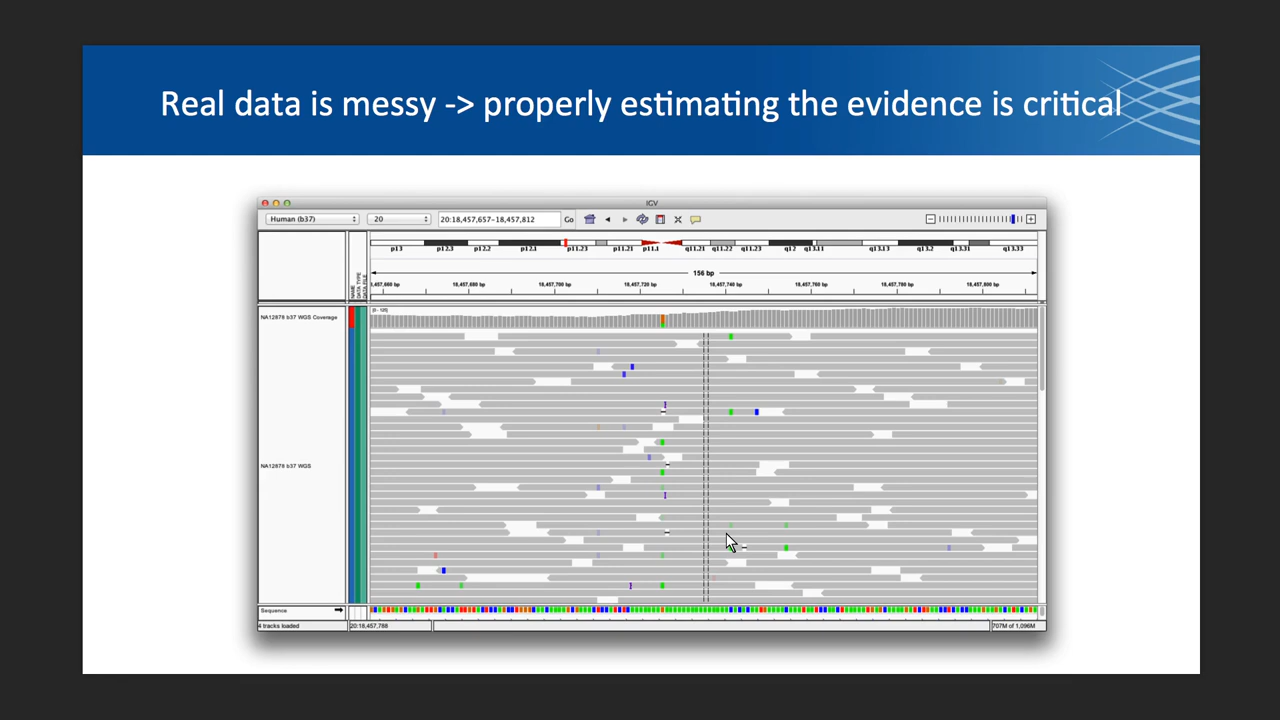 Real data is messy -> properly estimating the evidence is critical
IGV
Human (b37) 20 20:18,457,657-18,457,812 Go
p13 p12.3 p12.2 p12.1 p11.23 p11.21 p11.1 q11.21 q11.22 q11.23 q12 q13.11 q13.13 q13.2 q13.31 q13.33
156 bp
,457,660 bp 18,457,680 bp 18,457,700 bp 18,457,720 bp 18,457,740 bp 18,457,760 bp 18,457,780 bp 18,457,800 bp
NAME
DATA TYPE
DATA FILE
NA12878 b37 WGS Coverage
NA12878 b37 WGS
Sequence
4 tracks loaded 20:18,457,788 707M of 1,096M